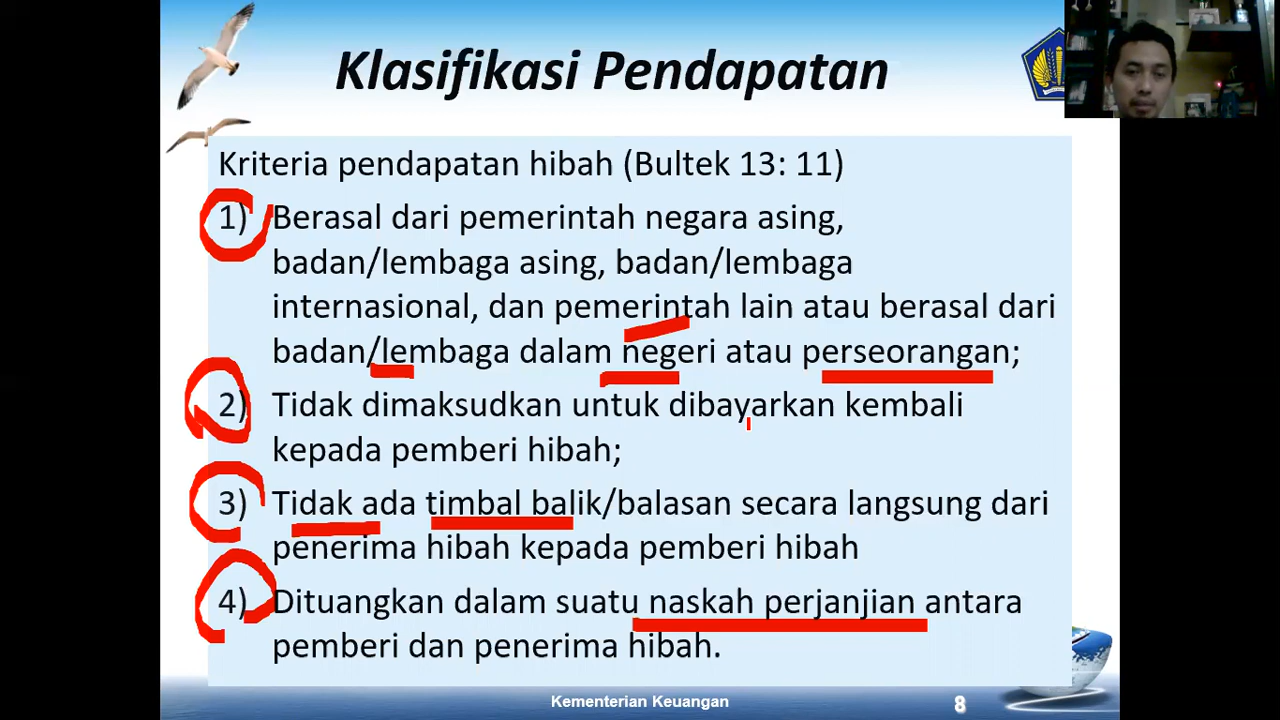 Klasifikasi Pendapatan
Kriteria pendapatan hibah (Bultek 13: 11)
1) Berasal dari pemerintah negara asing,
badan/lembaga asing, badan/lembaga
internasional, dan pemerintah lain atau berasal dari
badan/lembaga dalam negeri atau perseorangan;
2) Tidak dimaksudkan untuk dibayarkan kembali
kepada pemberi hibah;
3) Tidak ada timbal balik/balasan secara langsung dari
penerima hibah kepada pemberi hibah
4) Dituangkan dalam suatu naskah perjanjian antara
pemberi dan penerima hibah.
Kementerian Keuangan
8